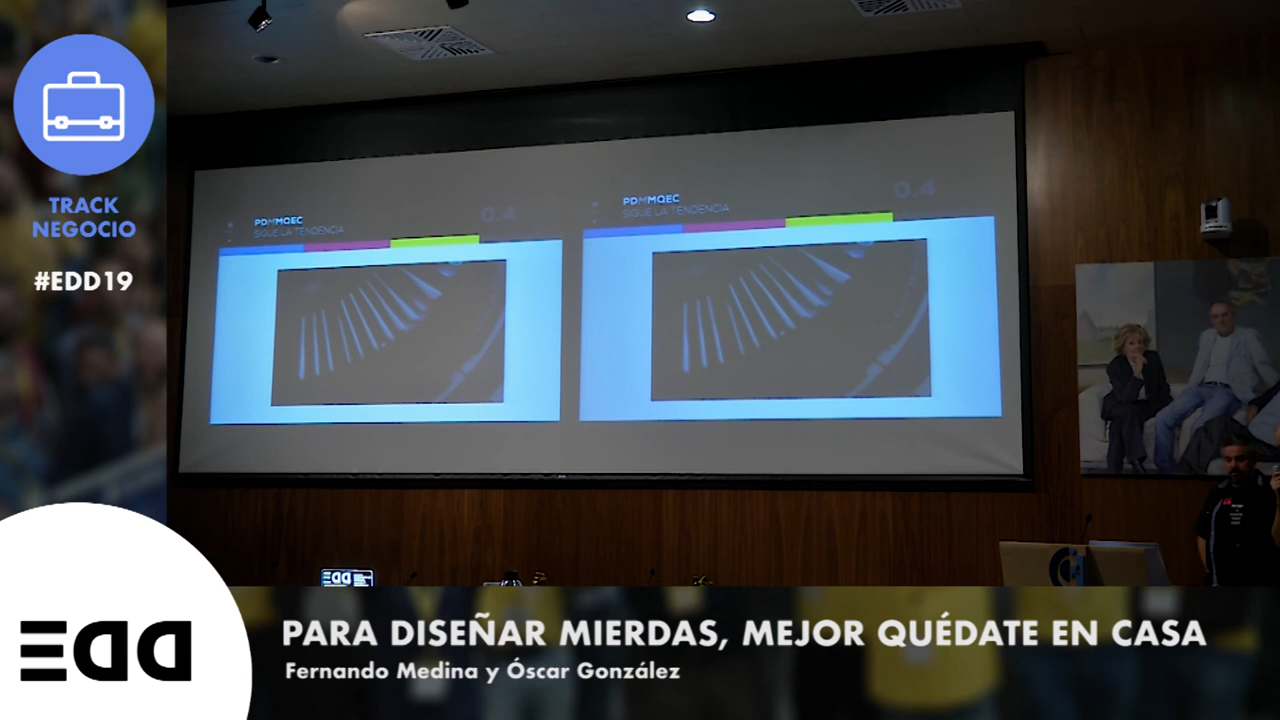 TRACK
NEGOCIO
#EDD19
PDMMQEC
SIGUE LA TENDENCIA
0.4
PDMMQEC
SIGUE LA TENDENCIA
0.4
EDD
EDD
PARA DISEÑAR MIERDAS, MEJOR QUÉDATE EN CASA
Fernando Medina y Óscar González